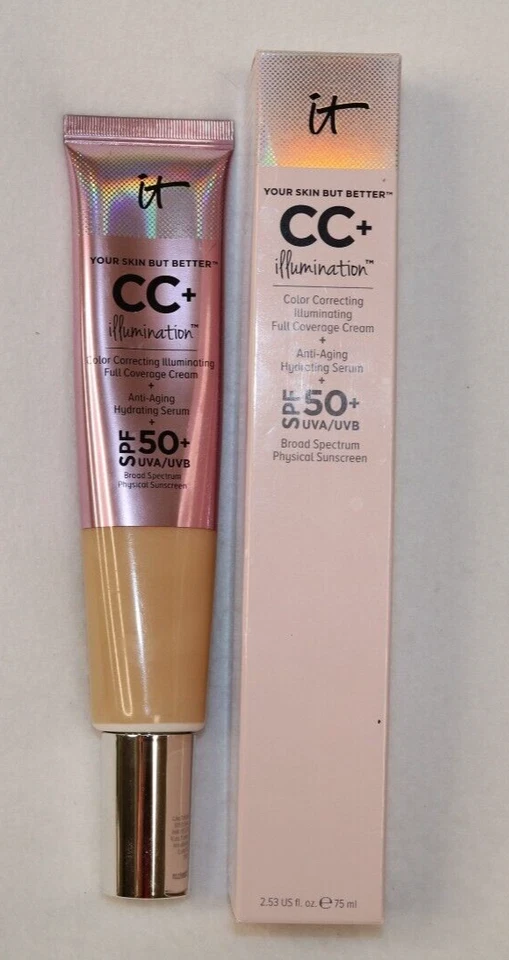 it
YOUR SKIN BUT BETTER™
CC+
illumination™
Color Correcting Illuminating
Full Coverage Cream
+
Anti-Aging
Hydrating Serum
+
SPF 50+
UVA/UVB
Broad Spectrum
Physical Sunscreen
it
YOUR SKIN BUT BETTER™
CC+
illumination™
Color Correcting
Illuminating
Full Coverage Cream
+
Anti-Aging
Hydrating Serum
+
SPF 50+
UVA/UVB
Broad Spectrum
Physical Sunscreen
2.53 US fl. oz. ℮ 75 ml